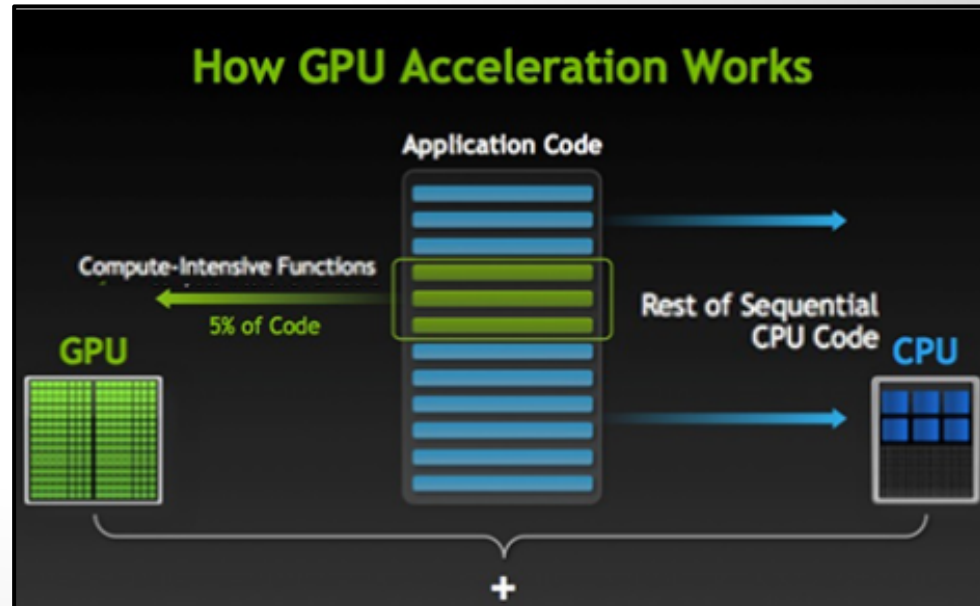 How GPU Acceleration Works
Application Code
Compute-Intensive Functions
5% of Code
Rest of Sequential
CPU Code
GPU
CPU
+